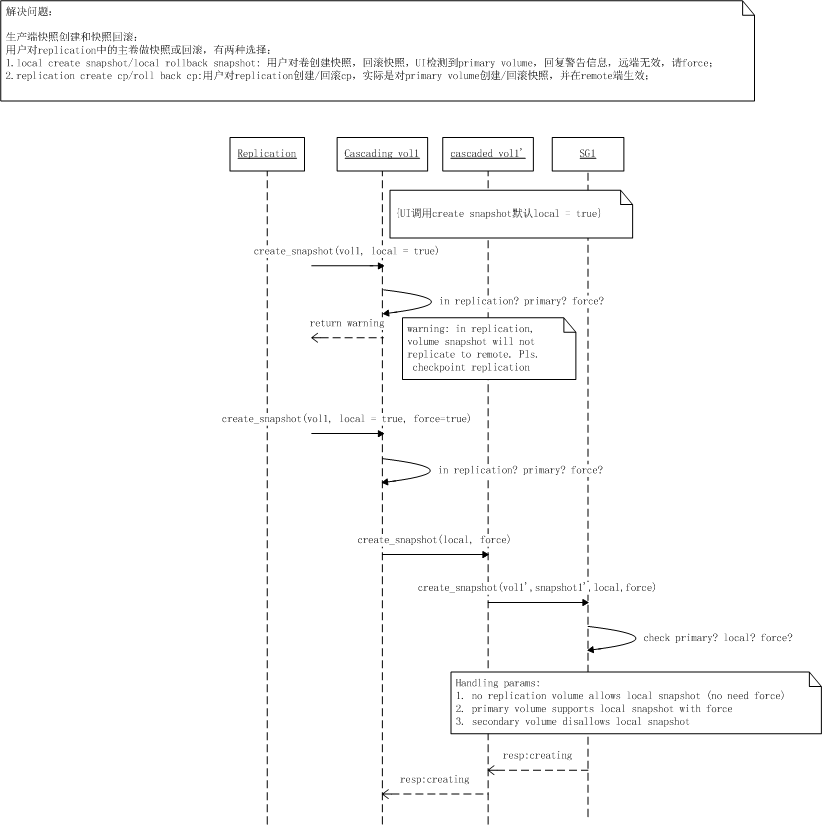 解决问题：
生产端快照创建和快照回滚：
用户对replication中的主卷做快照或回滚，有两种选择：
1.local create snapshot/local rollback snapshot: 用户对卷创建快照，回滚快照，UI检测到primary volume，回复警告信息，远端无效，请force；
2.replication create cp/roll back cp:用户对replication创建/回滚cp，实际是对primary volume创建/回滚快照，并在remote端生效；
Replication
Cascading vol1
cascaded vol1'
SG1
{UI调用create snapshot默认local = true}
create_snapshot(vol1, local = true)
in replication? primary? force?
return warning
warning: in replication,
volume snapshot will not
replicate to remote. Pls.
checkpoint replication
create_snapshot(vol1, local = true, force=true)
in replication? primary? force?
create_snapshot(local, force)
create_snapshot(vol1',snapshot1',local,force)
check primary? local? force?
Handling params:
1. no replication volume allows local snapshot (no need force)
2. primary volume supports local snapshot with force
3. secondary volume disallows local snapshot
resp:creating
resp:creating